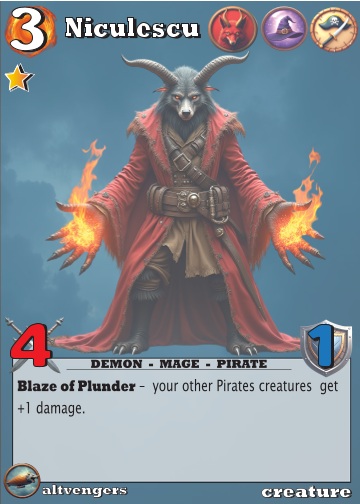 3 Niculescu
4 1
DEMON - MAGE - PIRATE
Blaze of Plunder - your other Pirates creatures get
+1 damage.
altvengers creature